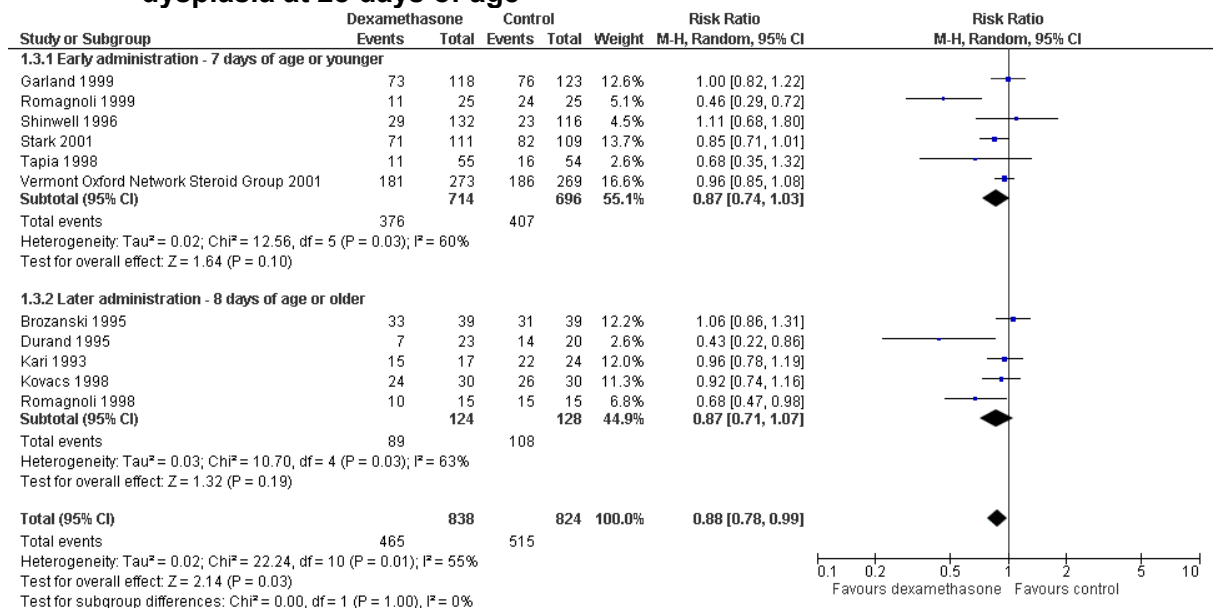 dysplasia at 28 days of age
Dexamethasone Control Risk Ratio Risk Ratio
Study or Subgroup Events Total Events Total Weight M-H, Random, 95% CI M-H, Random, 95% CI
1.3.1 Early administration - 7 days of age or younger
Garland 1999 73 118 76 123 12.6% 1.00 [0.82, 1.22]
Romagnoli 1999 11 25 24 25 5.1% 0.46 [0.29, 0.72]
Shinwell 1996 29 132 23 116 4.5% 1.11 [0.68, 1.80]
Stark 2001 71 111 82 109 13.7% 0.85 [0.71, 1.01]
Tapia 1998 11 55 16 54 2.6% 0.68 [0.35, 1.32]
Vermont Oxford Network Steroid Group 2001 181 273 186 269 16.6% 0.96 [0.85, 1.08]
Subtotal (95% CI) 714 696 55.1% 0.87 [0.74, 1.03]
Total events 376 407
Heterogeneity: Tau² = 0.02; Chi² = 12.56, df = 5 (P = 0.03); I² = 60%
Test for overall effect: Z = 1.64 (P = 0.10)
1.3.2 Later administration - 8 days of age or older
Brozanski 1995 33 39 31 39 12.2% 1.06 [0.86, 1.31]
Durand 1995 7 23 14 20 2.6% 0.43 [0.22, 0.86]
Kari 1993 15 17 22 24 12.0% 0.96 [0.78, 1.19]
Kovacs 1998 24 30 26 30 11.3% 0.92 [0.74, 1.16]
Romagnoli 1998 10 15 15 15 6.8% 0.68 [0.47, 0.98]
Subtotal (95% CI) 124 128 44.9% 0.87 [0.71, 1.07]
Total events 89 108
Heterogeneity: Tau² = 0.03; Chi² = 10.70, df = 4 (P = 0.03); I² = 63%
Test for overall effect: Z = 1.32 (P = 0.19)
Total (95% CI) 838 824 100.0% 0.88 [0.78, 0.99]
Total events 465 515
Heterogeneity: Tau² = 0.02; Chi² = 22.24, df = 10 (P = 0.01); I² = 55%
Test for overall effect: Z = 2.14 (P = 0.03)
Test for subgroup differences: Chi² = 0.00, df = 1 (P = 1.00), I² = 0%
0.1 0.2 0.5 1 2 5 10
Favours dexamethasone Favours control